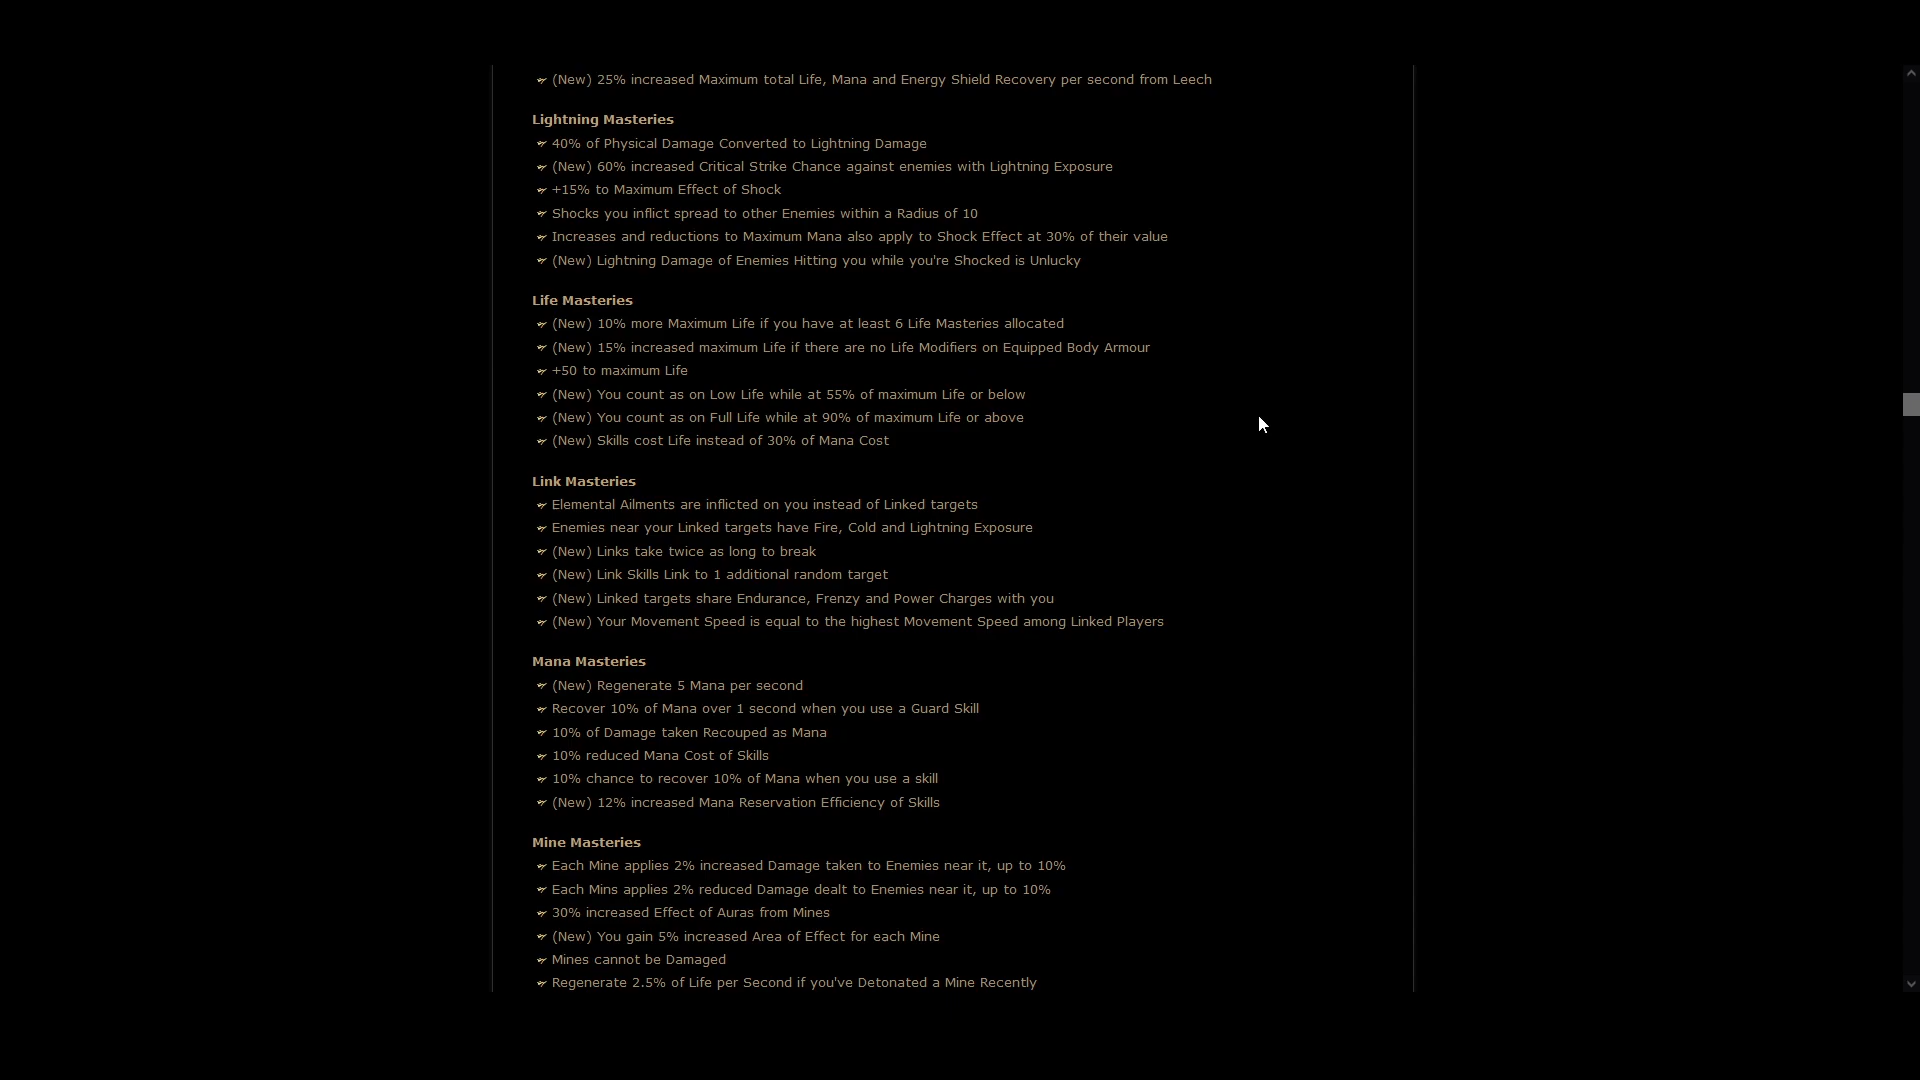 (New) 25% increased Maximum total Life, Mana and Energy Shield Recovery per second from Leech
Lightning Masteries
40% of Physical Damage Converted to Lightning Damage
(New) 60% increased Critical Strike Chance against enemies with Lightning Exposure
+15% to Maximum Effect of Shock
Shocks you inflict spread to other Enemies within a Radius of 10
Increases and reductions to Maximum Mana also apply to Shock Effect at 30% of their value
(New) Lightning Damage of Enemies Hitting you while you're Shocked is Unlucky
Life Masteries
(New) 10% more Maximum Life if you have at least 6 Life Masteries allocated
(New) 15% increased maximum Life if there are no Life Modifiers on Equipped Body Armour
+50 to maximum Life
(New) You count as on Low Life while at 55% of maximum Life or below
(New) You count as on Full Life while at 90% of maximum Life or above
(New) Skills cost Life instead of 30% of Mana Cost
Link Masteries
Elemental Ailments are inflicted on you instead of Linked targets
Enemies near your Linked targets have Fire, Cold and Lightning Exposure
(New) Links take twice as long to break
(New) Link Skills Link to 1 additional random target
(New) Linked targets share Endurance, Frenzy and Power Charges with you
(New) Your Movement Speed is equal to the highest Movement Speed among Linked Players
Mana Masteries
(New) Regenerate 5 Mana per second
Recover 10% of Mana over 1 second when you use a Guard Skill
10% of Damage taken Recouped as Mana
10% reduced Mana Cost of Skills
10% chance to recover 10% of Mana when you use a skill
(New) 12% increased Mana Reservation Efficiency of Skills
Mine Masteries
Each Mine applies 2% increased Damage taken to Enemies near it, up to 10%
Each Mins applies 2% reduced Damage dealt to Enemies near it, up to 10%
30% increased Effect of Auras from Mines
(New) You gain 5% increased Area of Effect for each Mine
Mines cannot be Damaged
Regenerate 2.5% of Life per Second if you've Detonated a Mine Recently